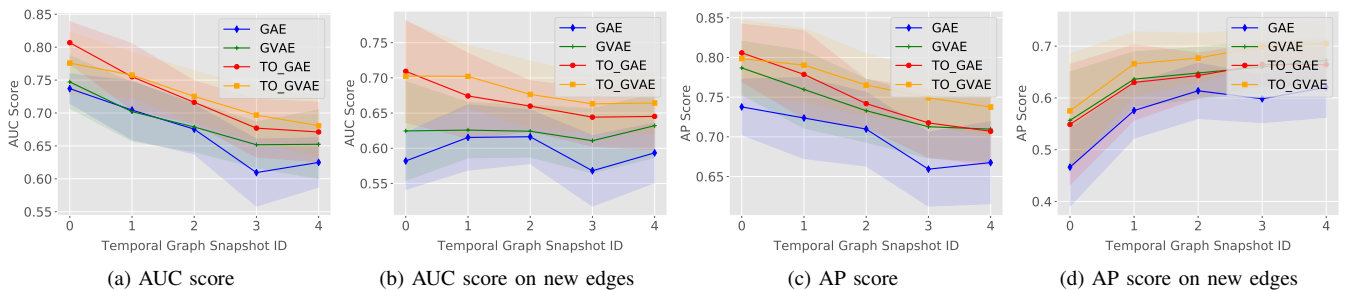 0.85
0.80
0.75
0.70
0.65
0.60
0.55
AUC Score
GAE
GVAE
TO_GAE
TO_GVAE
0 1 2 3 4
Temporal Graph Snapshot ID
(a) AUC score
0.75
0.70
0.65
0.60
0.55
AUC Score
GAE
GVAE
TO_GAE
TO_GVAE
0 1 2 3 4
Temporal Graph Snapshot ID
(b) AUC score on new edges
0.85
0.80
0.75
0.70
0.65
AP Score
GAE
GVAE
TO_GAE
TO_GVAE
0 1 2 3 4
Temporal Graph Snapshot ID
(c) AP score
0.7
0.6
0.5
0.4
AP Score
GAE
GVAE
TO_GAE
TO_GVAE
0 1 2 3 4
Temporal Graph Snapshot ID
(d) AP score on new edges